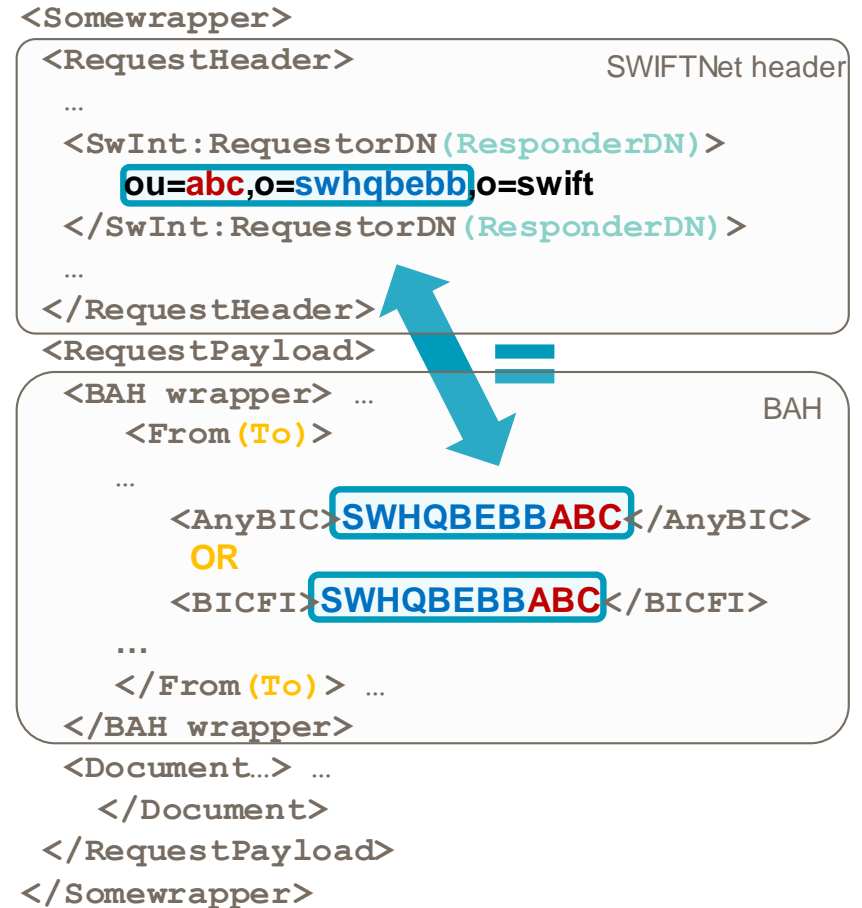 <Somewrapper>
<RequestHeader> SWIFTNet header
…
<SwInt:RequestorDN(ResponderDN)>
ou=abc,o=swhqbebb,o=swift
</SwInt:RequestorDN(ResponderDN)>
…
</RequestHeader>
<RequestPayload>
<BAH wrapper> … BAH
<From(To)>
…
<AnyBIC>SWHQBEBBABC</AnyBIC>
OR
<BICFI>SWHQBEBBABC</BICFI>
...
</From(To)> …
</BAH wrapper>
<Document…> …
</Document>
</RequestPayload>
</Somewrapper>